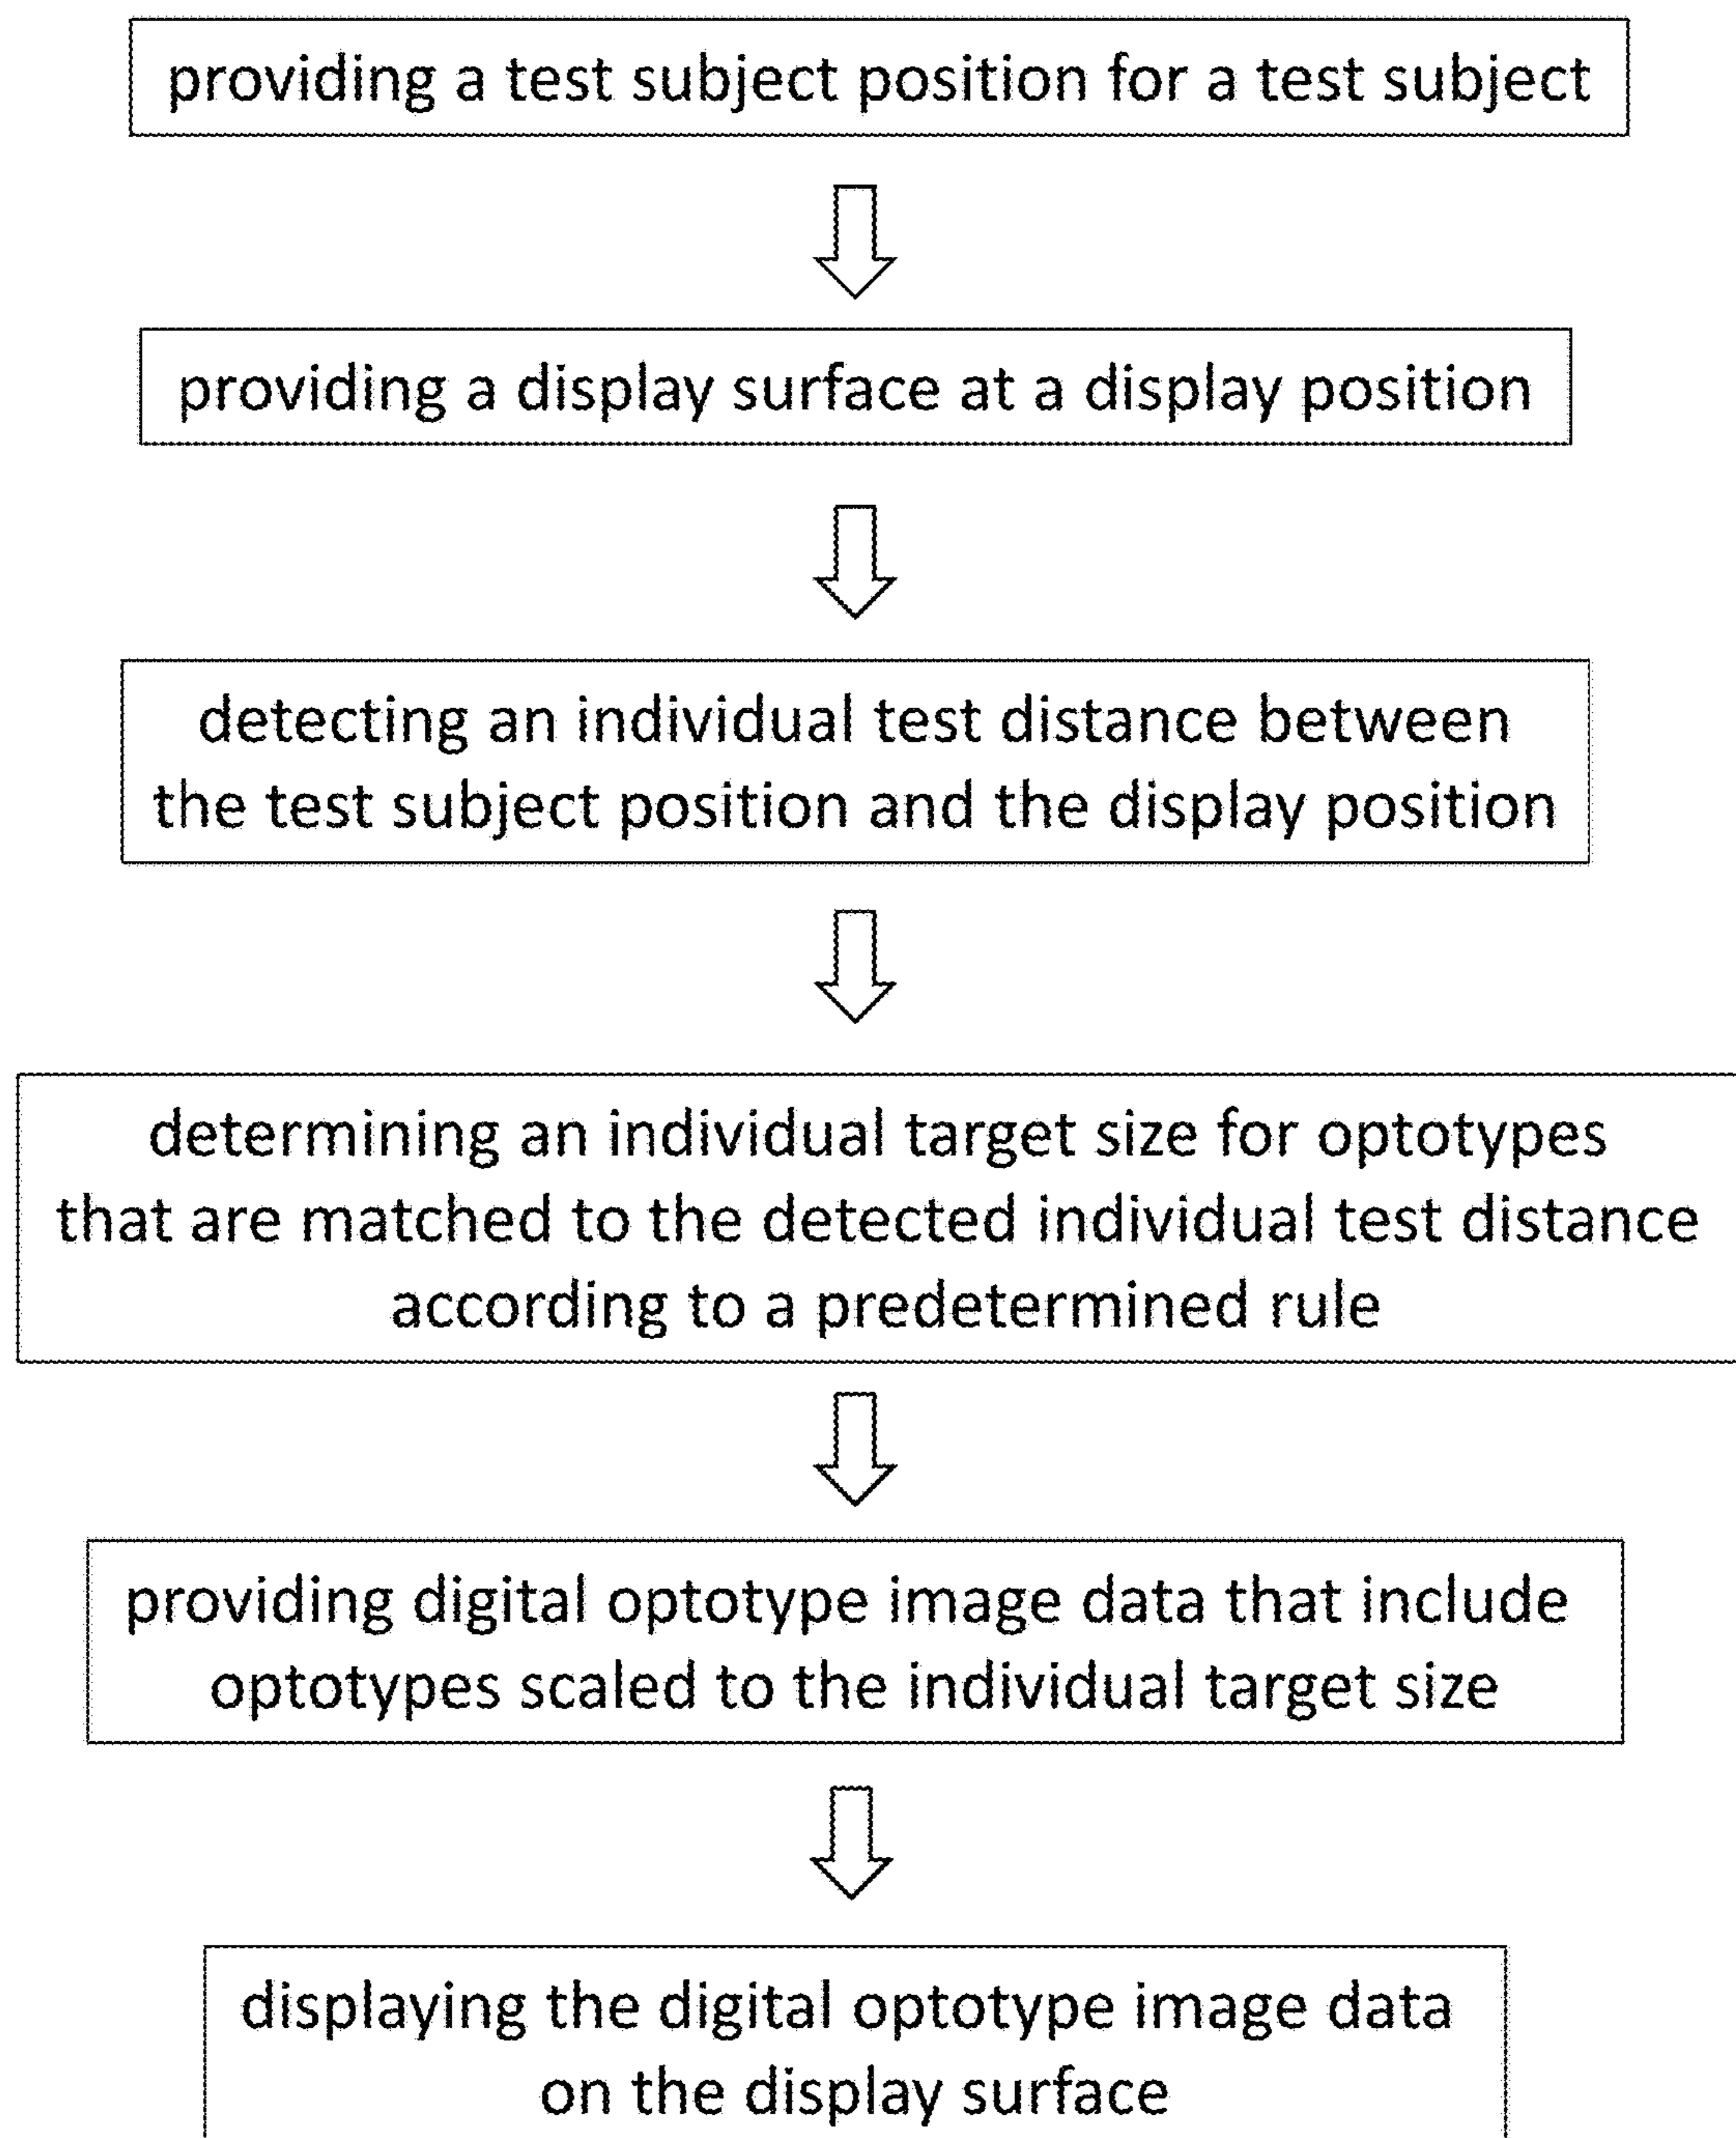 providing a test subject position for a test subject
providing a display surface at a display position
detecting an individual test distance between
the test subject position and the display position
determining an individual target size for optotypes
that are matched to the detected individual test distance
according to a predetermined rule
providing digital optotype image data that include
optotypes scaled to the individual target size
displaying the digital optotype image data
on the display surface